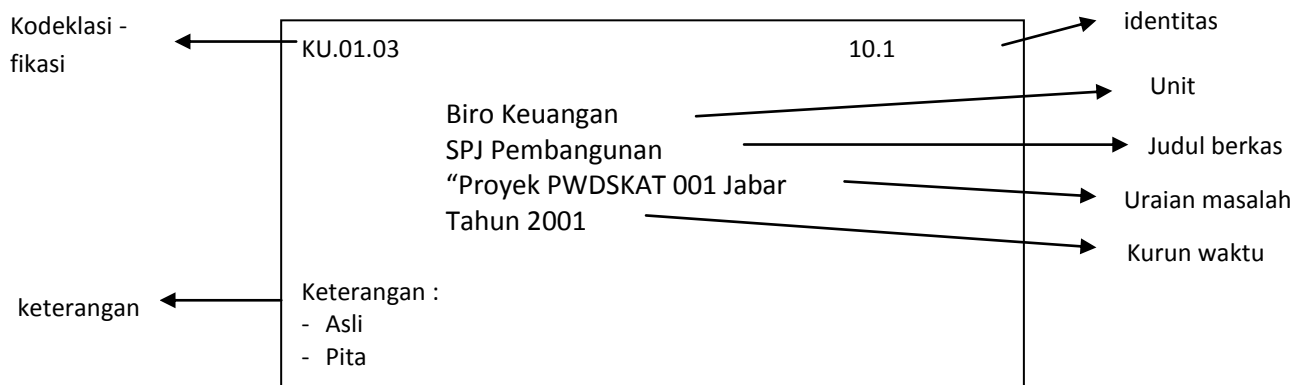 Kodeklasi -
fikasi
KU.01.03
10.1
identitas
Biro Keuangan
Unit
SPJ Pembangunan
Judul berkas
“Proyek PWDSKAT 001 Jabar
Uraian masalah
Tahun 2001
Kurun waktu
keterangan
Keterangan :
- Asli
- Pita